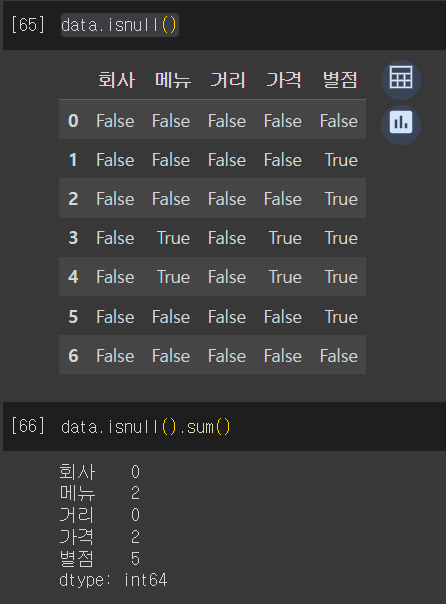 [65] data.isnull()
회사 메뉴 거리 가격 별점
0 False False False False False
1 False False False False True
2 False False False False True
3 False True False True True
4 False True False True True
5 False False False False True
6 False False False False False
[66] data.isnull().sum()
회사 0
메뉴 2
거리 0
가격 2
별점 5
dtype: int64